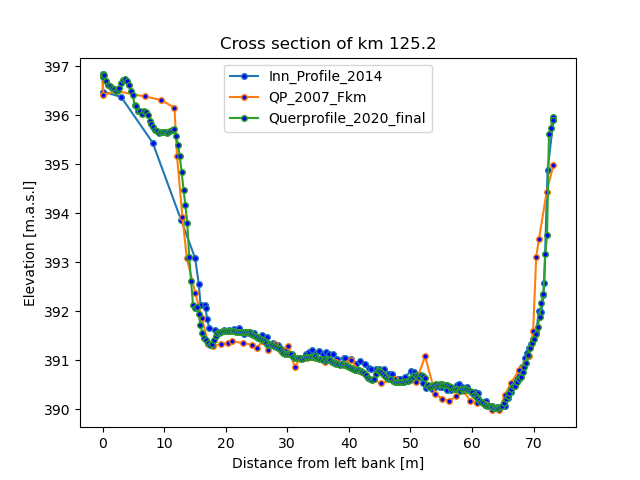 Cross section of km 125.2
Inn_Profile_2014
QP_2007_Fkm
Querprofile_2020_final
Elevation [m.a.s.l]
397
396
395
394
393
392
391
390
0 10 20 30 40 50 60 70
Distance from left bank [m]